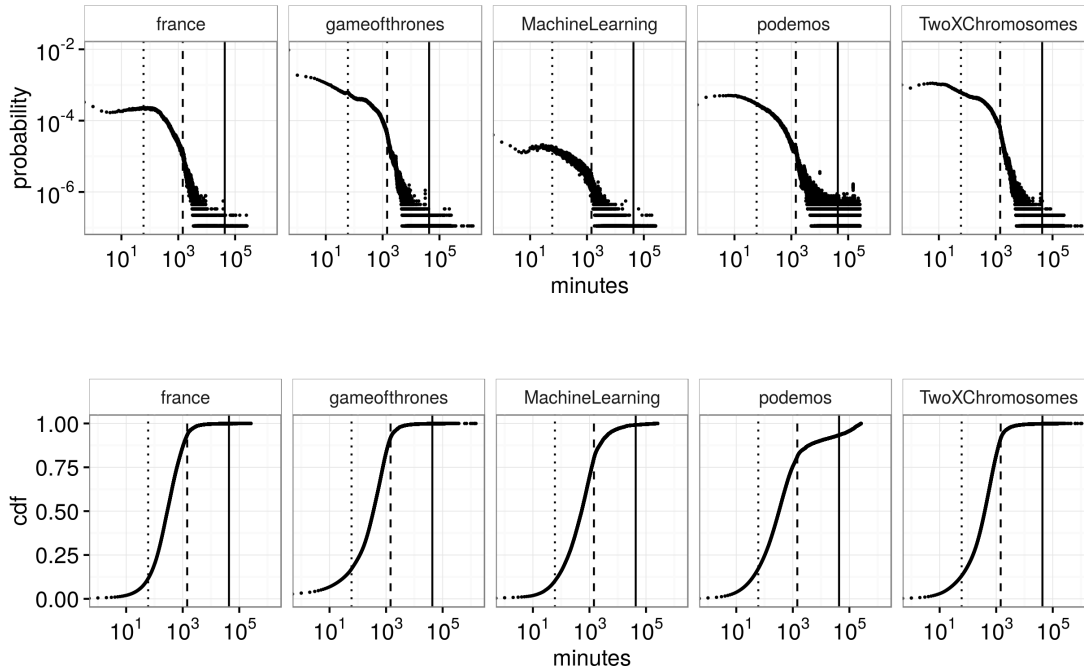 france gameofthrones MachineLearning podemos TwoXChromosomes
10^-2
10^-4
10^-6
probability
10^1 10^3 10^5 10^1 10^3 10^5 10^1 10^3 10^5 10^1 10^3 10^5 10^1 10^3 10^5
minutes
france gameofthrones MachineLearning podemos TwoXChromosomes
1.00
0.75
0.50
0.25
0.00
cdf
10^1 10^3 10^5 10^1 10^3 10^5 10^1 10^3 10^5 10^1 10^3 10^5 10^1 10^3 10^5
minutes